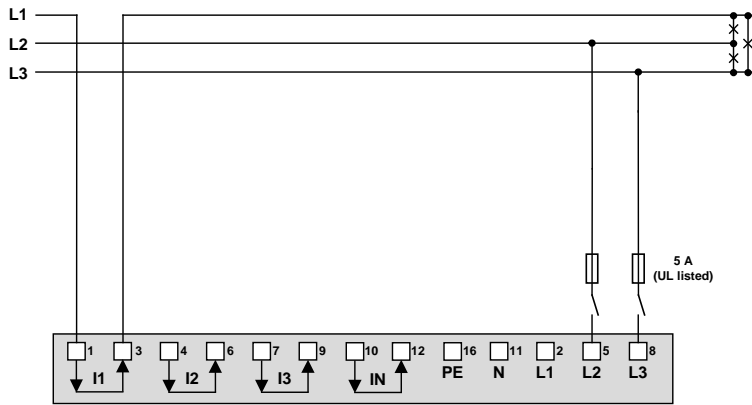 L1
L2
L3
5 A
(UL listed)
1 3 4 6 7 9 10 12 16 11 2 5 8
I1 I2 I3 IN PE N L1 L2 L3